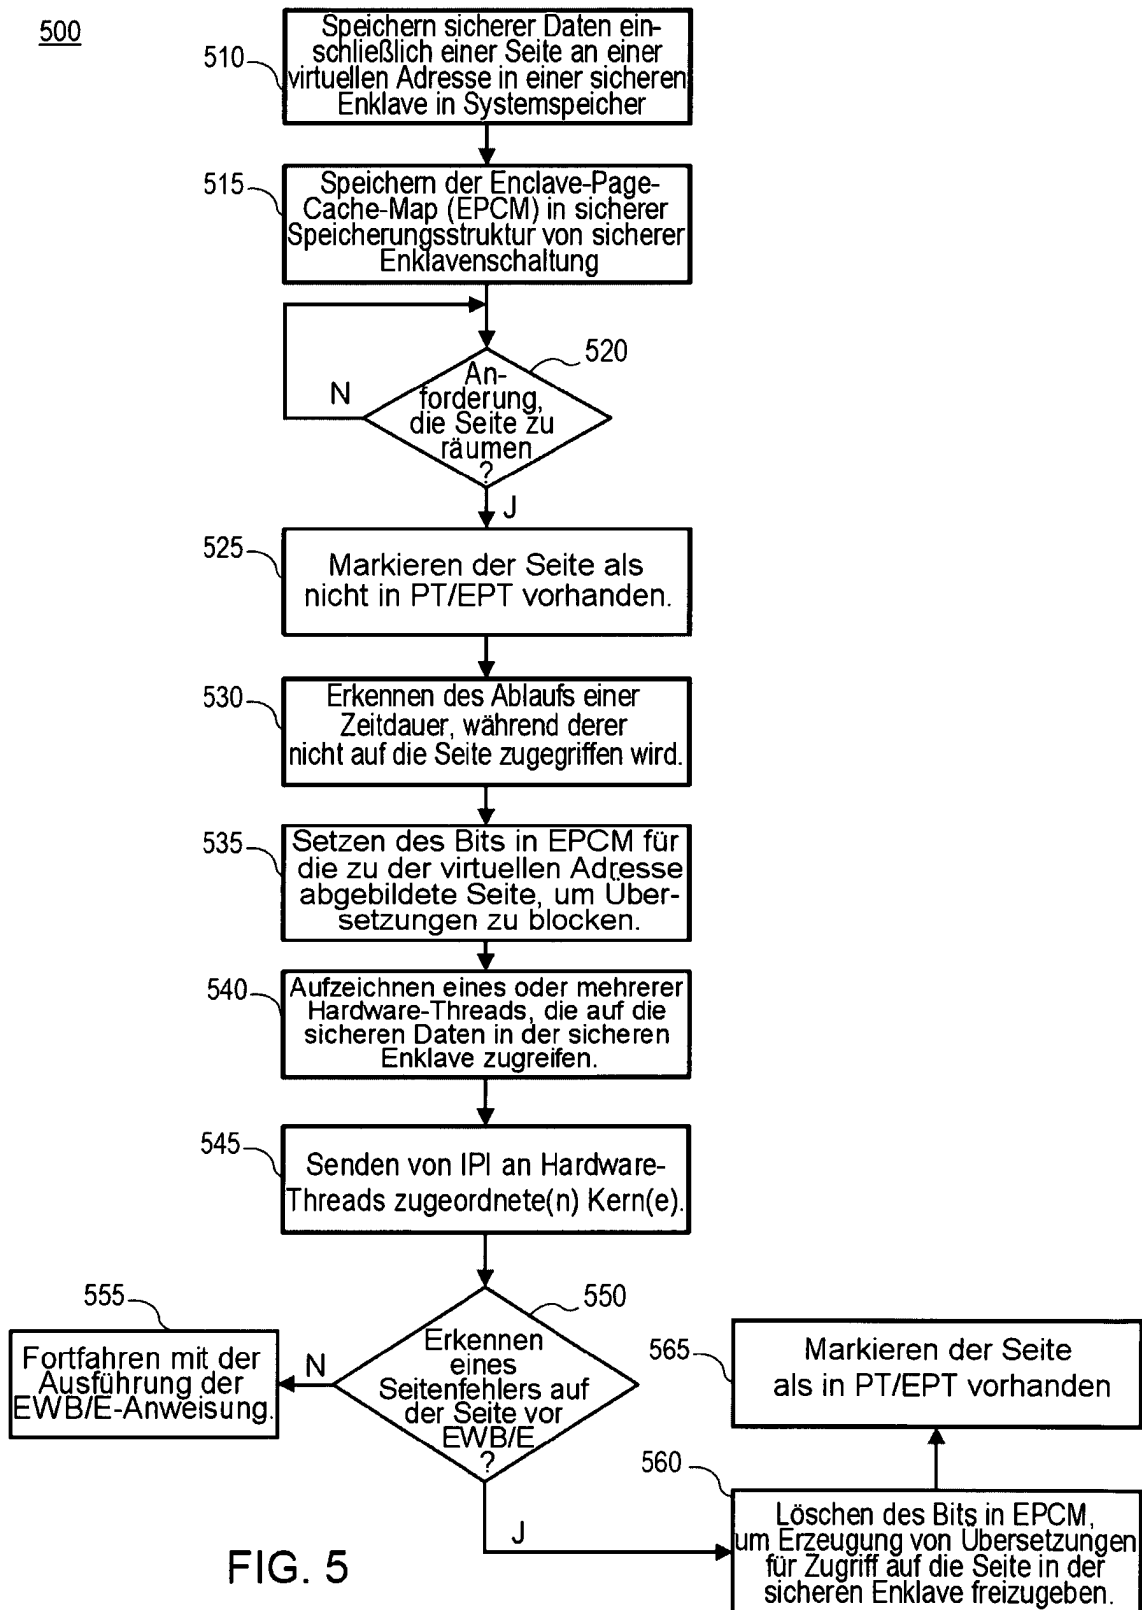 500
510
Speichern sicherer Daten ein-
schließlich einer Seite an einer
virtuellen Adresse in einer sicheren
Enklave in Systemspeicher
515
Speichern der Enclave-Page-
Cache-Map (EPCM) in sicherer
Speicherungsstruktur von sicherer
Enklavenschaltung
520
An-
forderung,
die Seite zu
räumen
?
N
J
525
Markieren der Seite als
nicht in PT/EPT vorhanden.
530
Erkennen des Ablaufs einer
Zeitdauer, während derer
nicht auf die Seite zugegriffen wird.
535
Setzen des Bits in EPCM für
die zu der virtuellen Adresse
abgebildete Seite, um Über-
setzungen zu blocken.
540
Aufzeichnen eines oder mehrerer
Hardware-Threads, die auf die
sicheren Daten in der sicheren
Enklave zugreifen.
545
Senden von IPI an Hardware-
Threads zugeordnete(n) Kern(e).
550
Erkennen
eines
Seitenfehlers auf
der Seite vor
EWB/E
?
N
J
555
Fortfahren mit der
Ausführung der
EWB/E-Anweisung.
565
Markieren der Seite
als in PT/EPT vorhanden
560
Löschen des Bits in EPCM,
um Erzeugung von Übersetzungen
für Zugriff auf die Seite in der
sicheren Enklave freizugeben.
FIG. 5